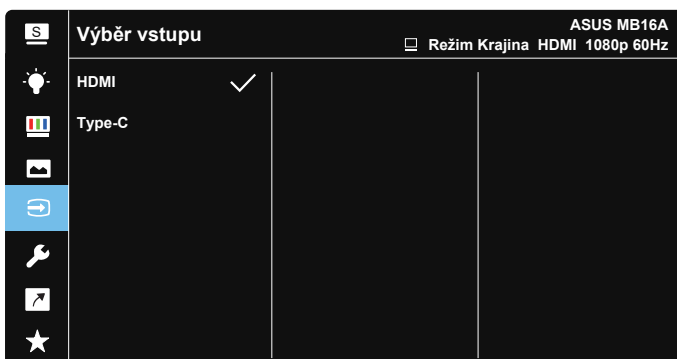 S
Výběr vstupu
ASUS MB16A
Režim Krajina HDMI 1080p 60Hz
HDMI
Type-C